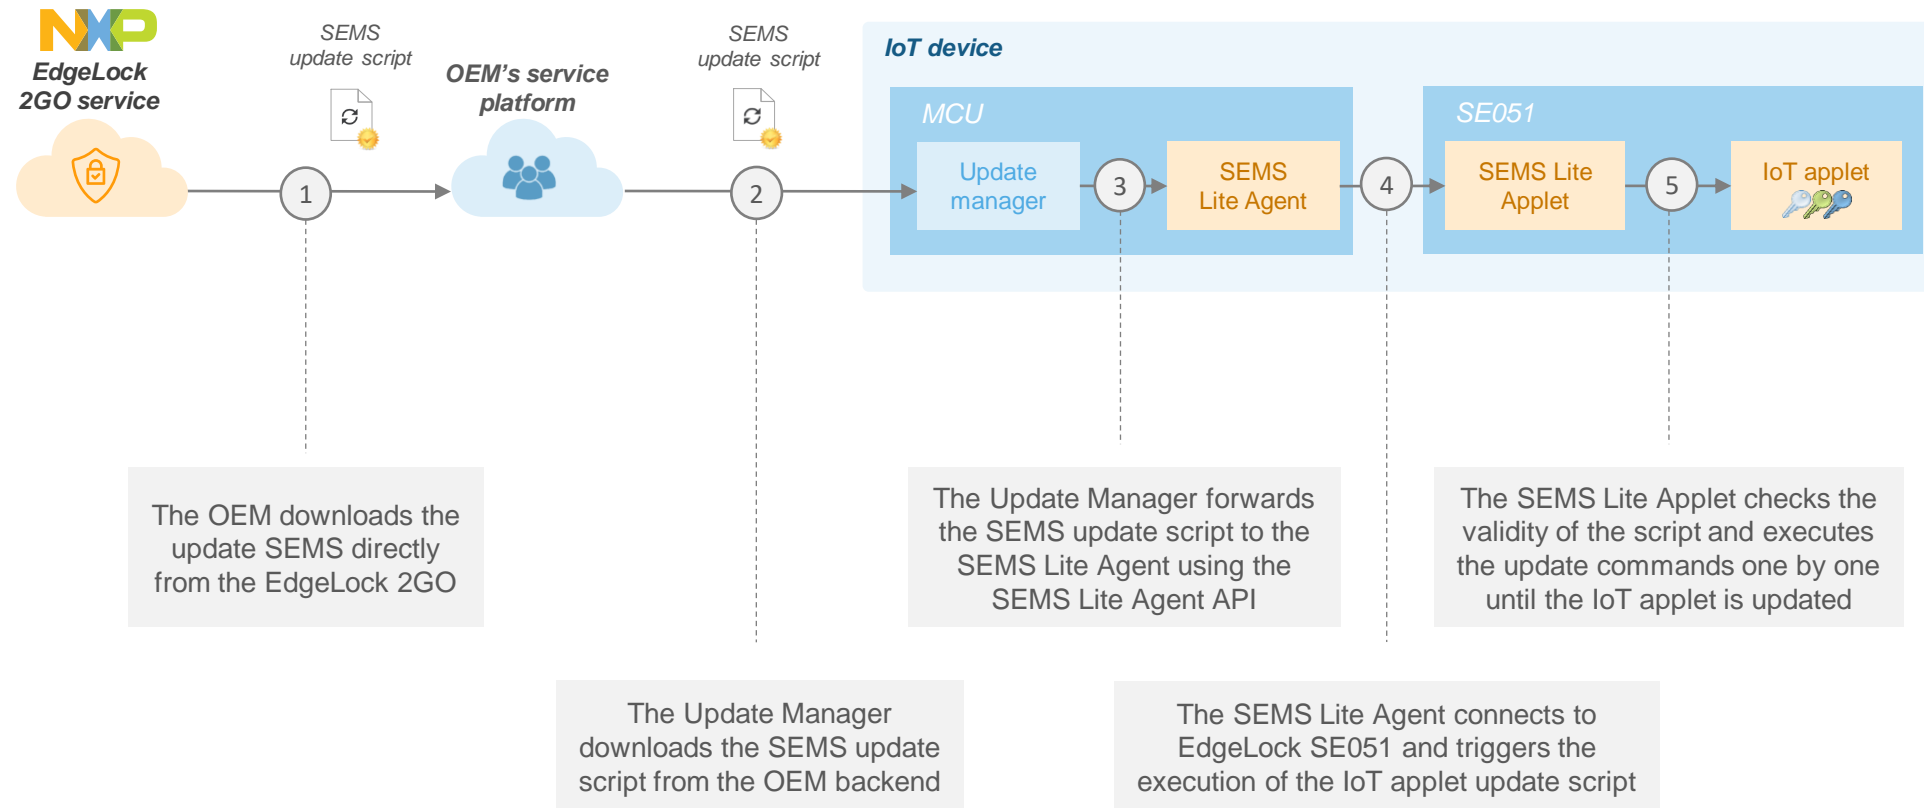 NXP
EdgeLock
2GO service
SEMS
update script
OEM's service
platform
SEMS
update script
IoT device
MCU
SE051
Update
manager
SEMS
Lite Agent
SEMS Lite
Applet
IoT applet
1
2
3
4
5
The OEM downloads the
update SEMS directly
from the EdgeLock 2GO
The Update Manager forwards
the SEMS update script to the
SEMS Lite Agent using the
SEMS Lite Agent API
The SEMS Lite Applet checks the
validity of the script and executes
the update commands one by one
until the IoT applet is updated
The Update Manager
downloads the SEMS update
script from the OEM backend
The SEMS Lite Agent connects to
EdgeLock SE051 and triggers the
execution of the IoT applet update script